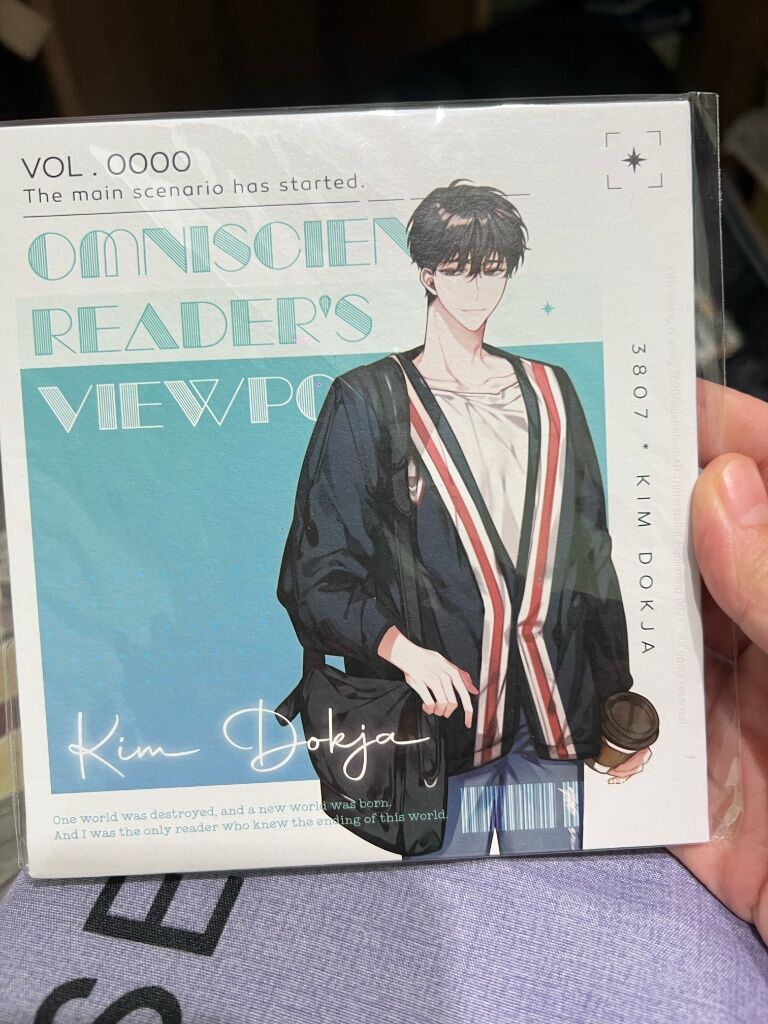 VOL . 0000
The main scenario has started.
OMNISCIEN
READER'S
VIEWPO
3807 * KIM DOKJA
Kim Dokja
One world was destroyed, and a new world was born.
And I was the only reader who knew the ending of this world.
SE